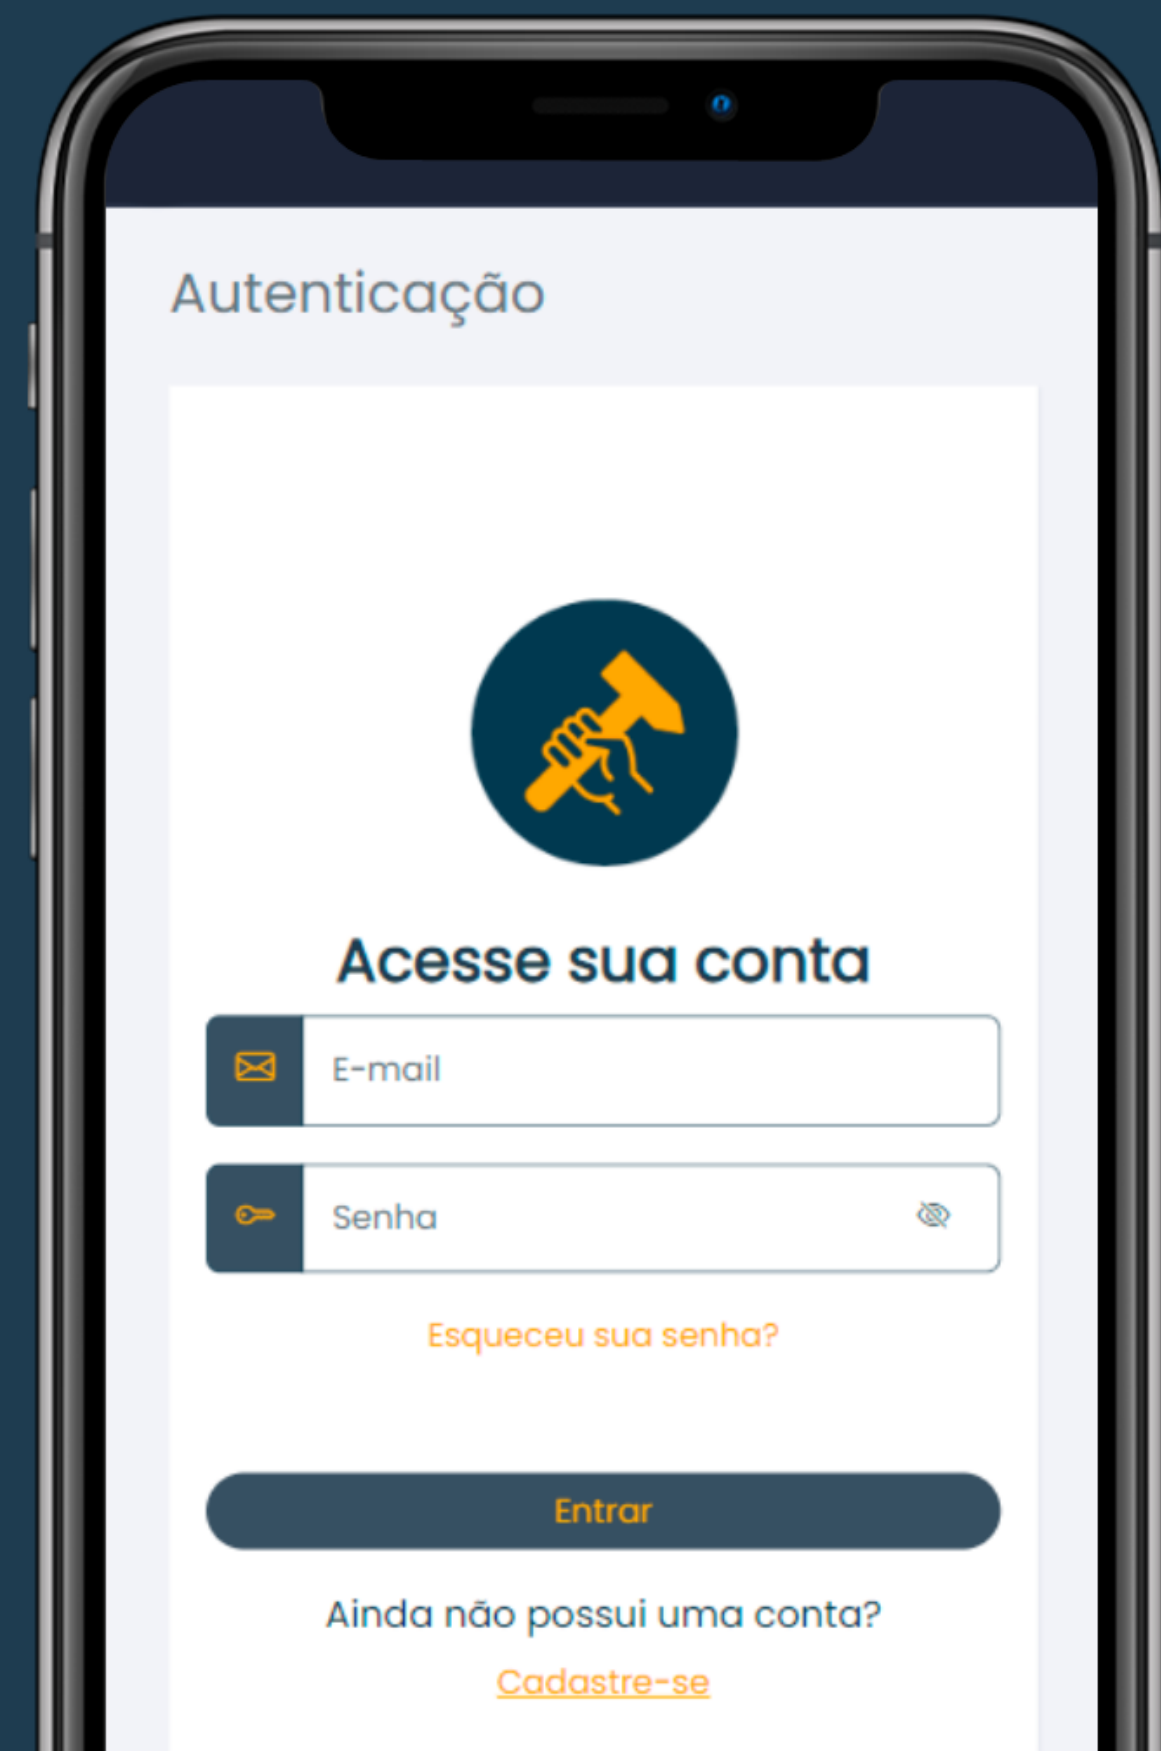 Autenticação
Acesse sua conta
E-mail
Senha
Esqueceu sua senha?
Entrar
Ainda não possui uma conta?
Cadastre-se